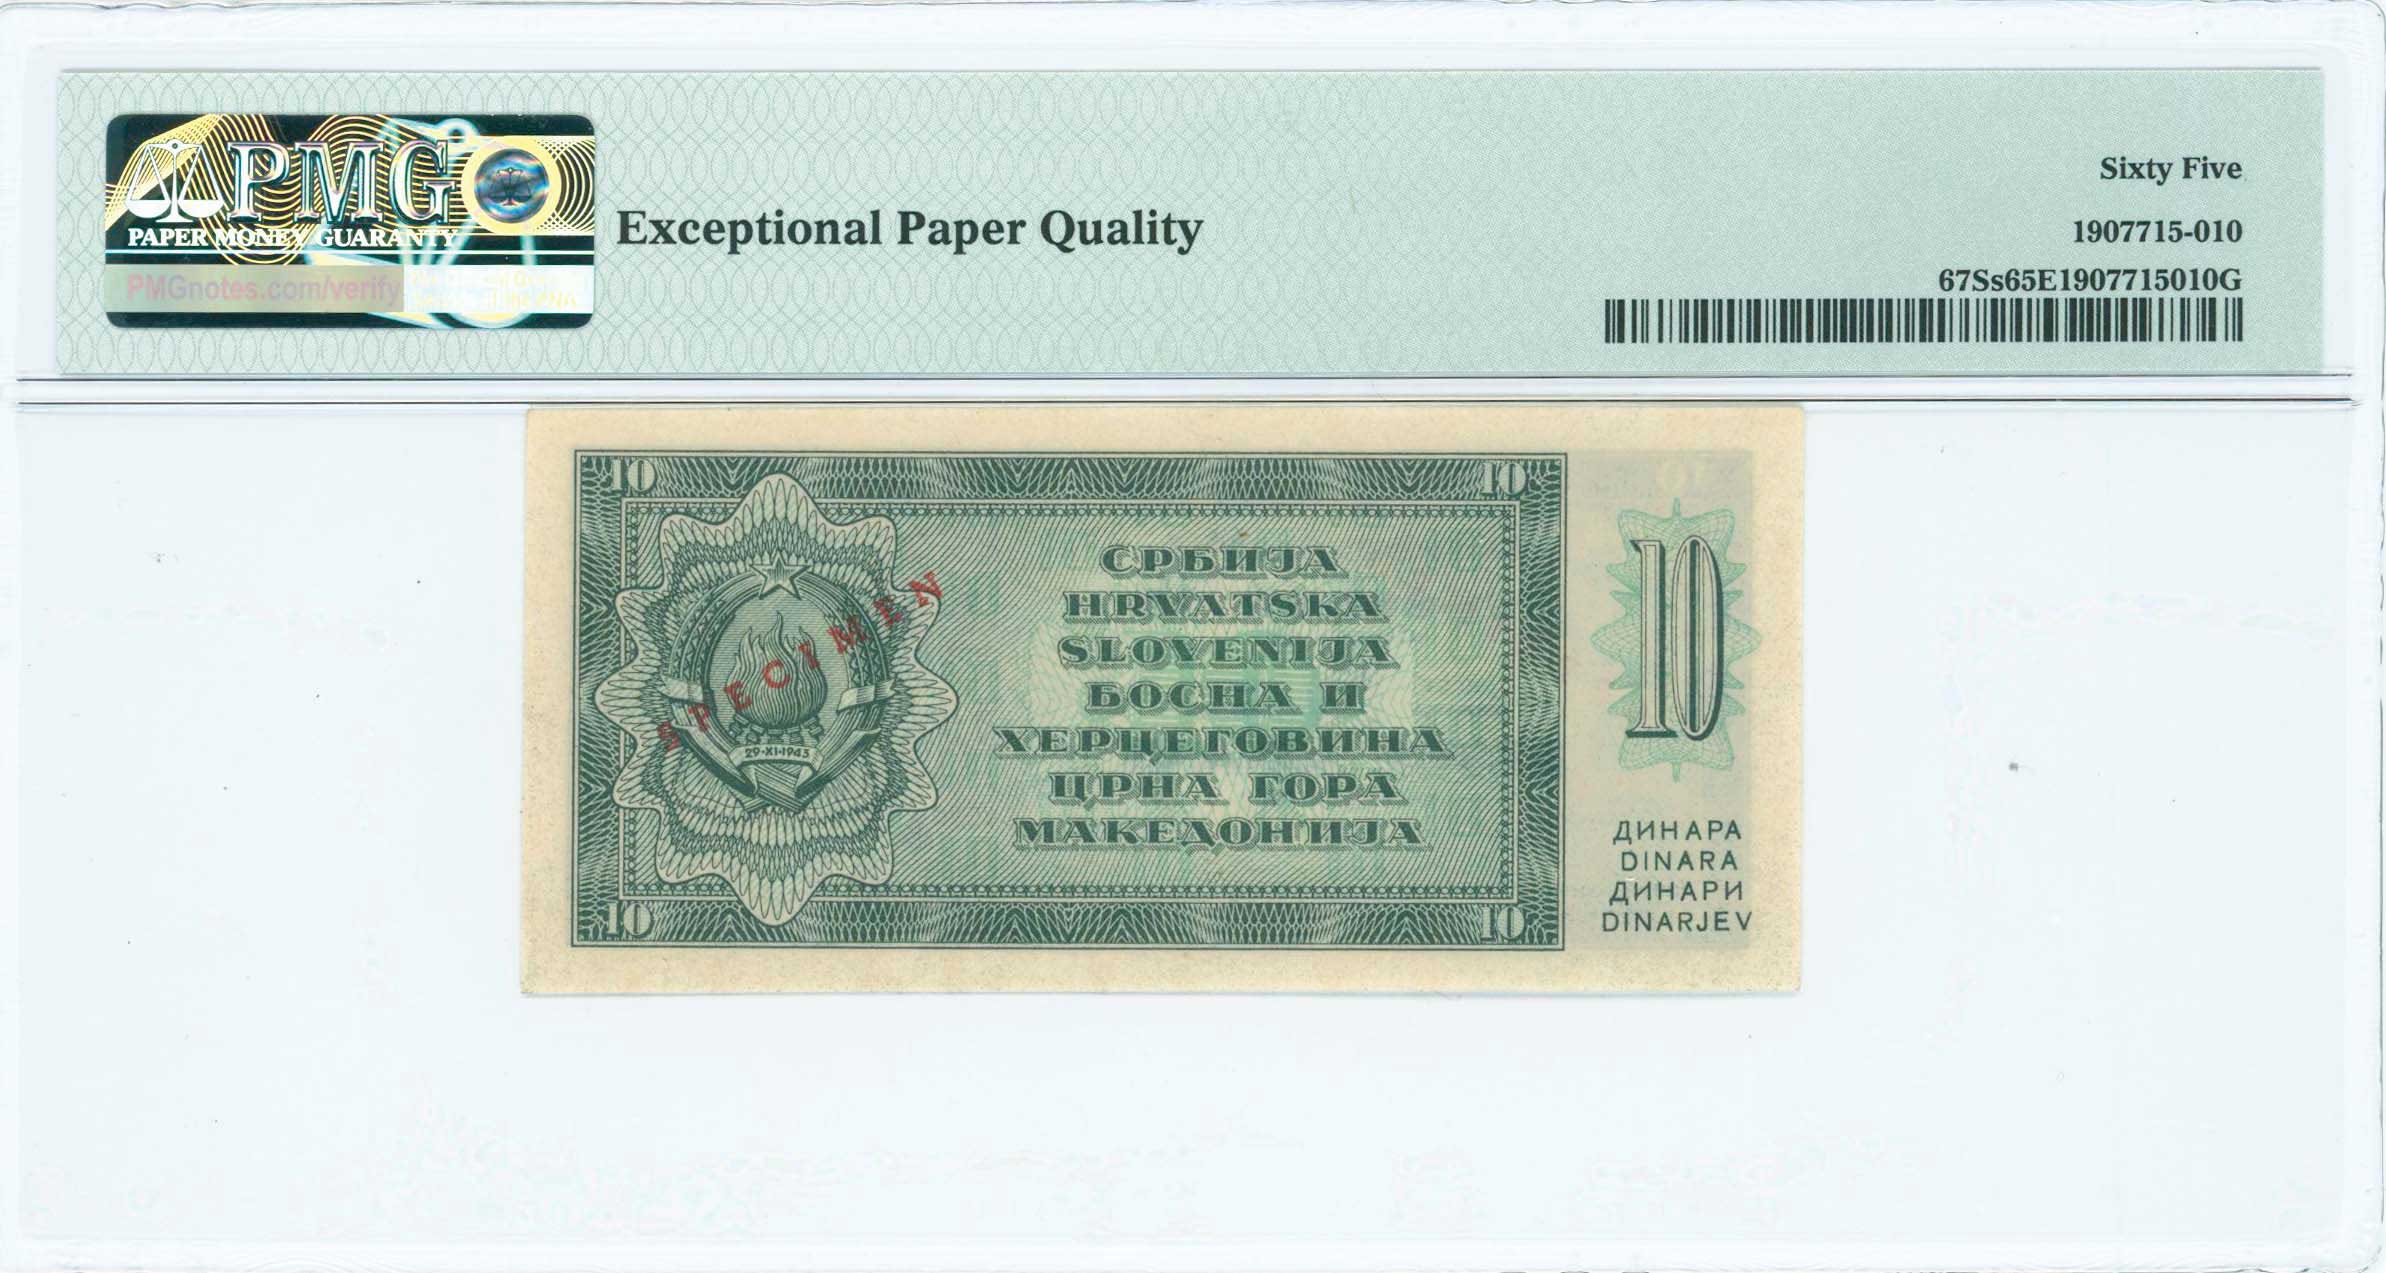 PMG
PAPER MONEY GUARANTY
PMGnotes.com/verify
Exceptional Paper Quality
Sixty Five
1907715-010
67Ss65E1907715010G
10
10
10
СРБИЈА
HRVATSKA
SLOVENIJA
БОСНА И
ХЕРЦЕГОВИНА
ЦРНА ГОРА
МАКЕДОНИЈА
SPECIMEN
29·XI·1943
10
10
10
ДИНАРА
DINARA
ДИНАРИ
DINARJEV